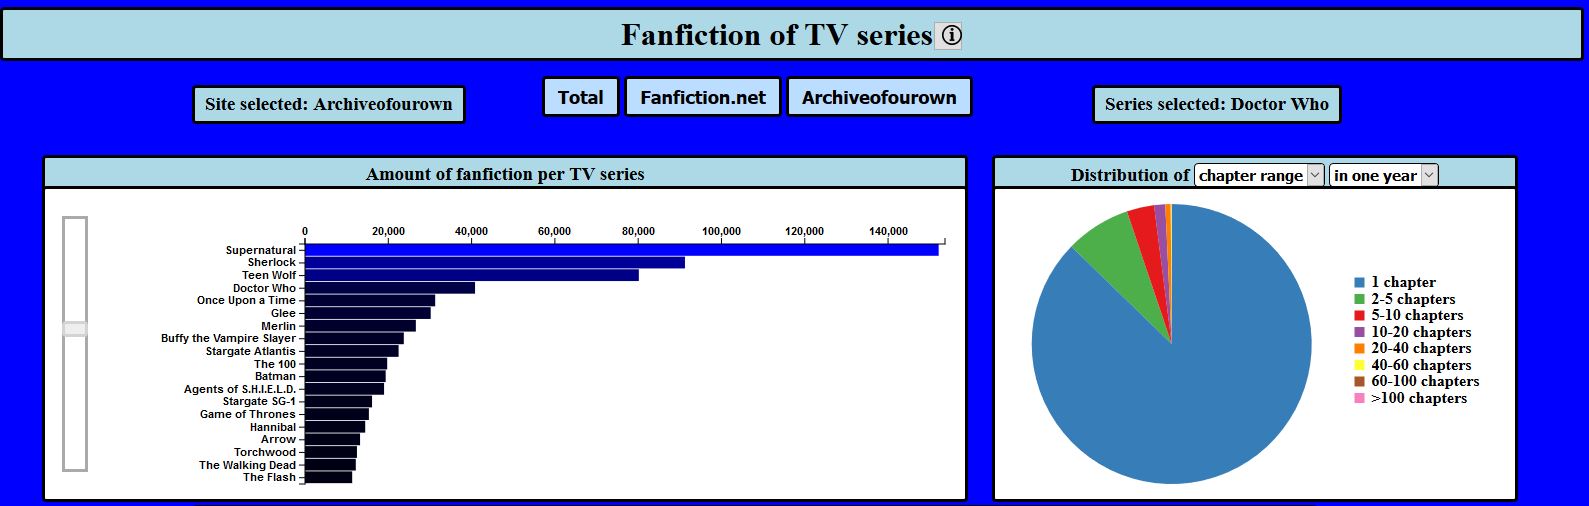 Fanfiction of TV series
Site selected: Archiveofourown
Total
Fanfiction.net
Archiveofourown
Series selected: Doctor Who
Amount of fanfiction per TV series
0 20,000 40,000 60,000 80,000 100,000 120,000 140,000
Supernatural
Sherlock
Teen Wolf
Doctor Who
Once Upon a Time
Glee
Merlin
Buffy the Vampire Slayer
Stargate Atlantis
The 100
Batman
Agents of S.H.I.E.L.D.
Stargate SG-1
Game of Thrones
Hannibal
Arrow
Torchwood
The Walking Dead
The Flash
Distribution of chapter range in one year
1 chapter
2-5 chapters
5-10 chapters
10-20 chapters
20-40 chapters
40-60 chapters
60-100 chapters
>100 chapters